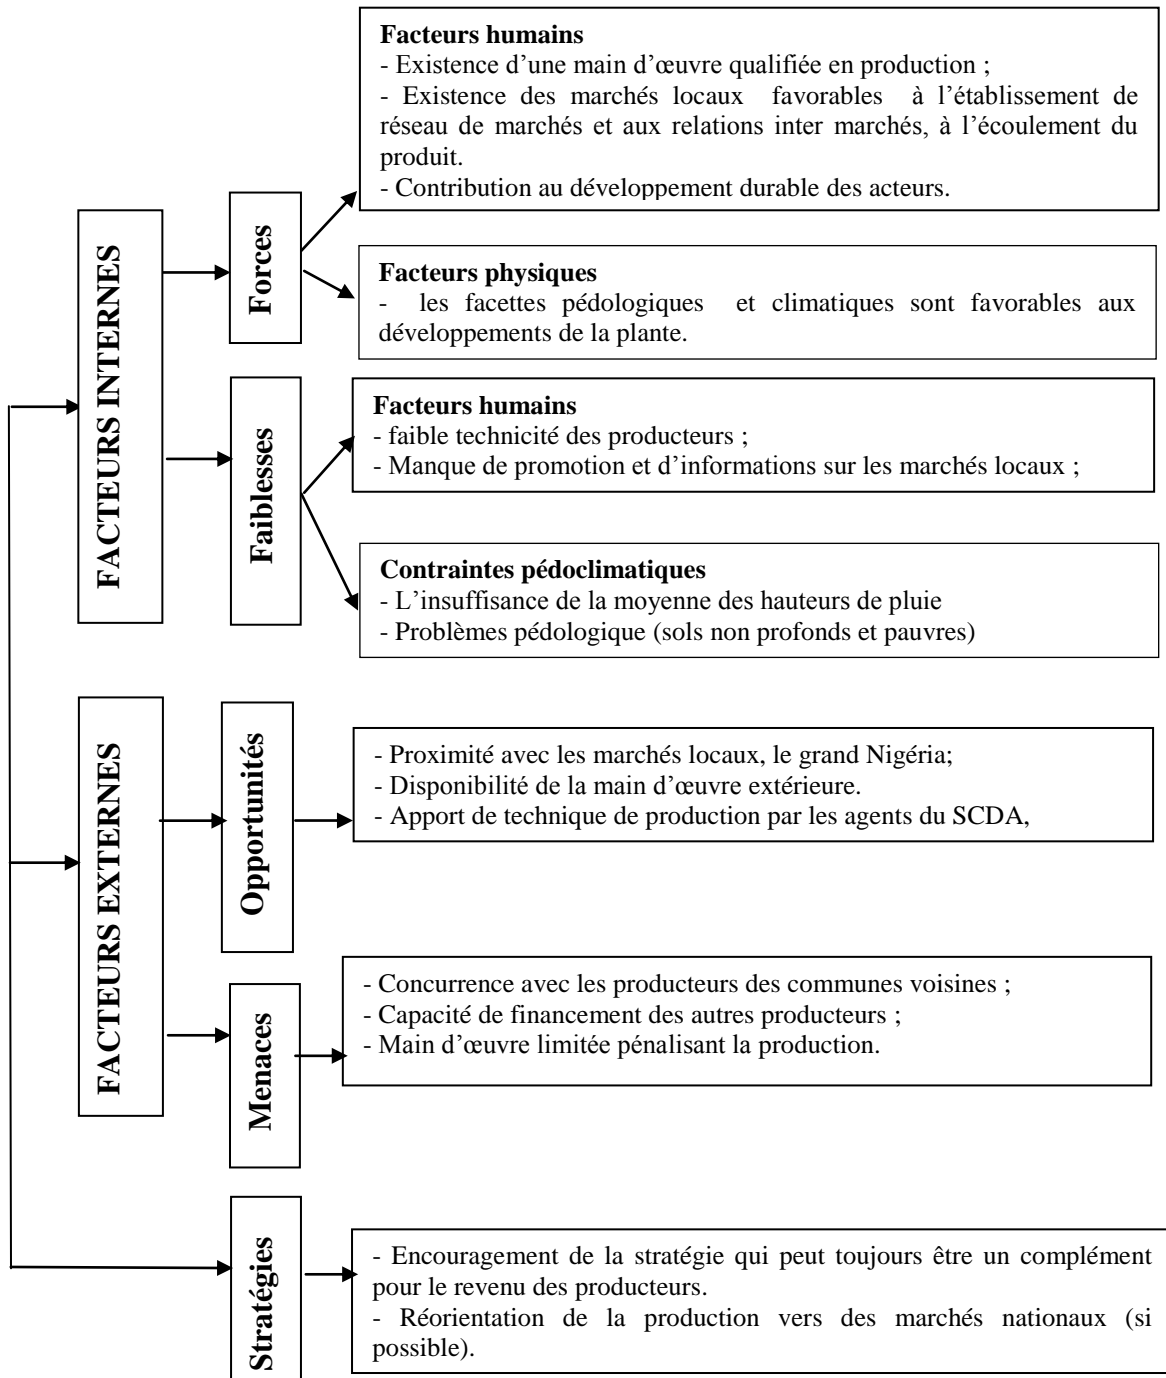 FACTEURS INTERNES
Forces
Facteurs humains
- Existence d'une main d'œuvre qualifiée en production ;
- Existence des marchés locaux favorables à l'établissement de
réseau de marchés et aux relations inter marchés, à l'écoulement du
produit.
- Contribution au développement durable des acteurs.
Facteurs physiques
- les facettes pédologiques et climatiques sont favorables aux
développements de la plante.
Faiblesses
Facteurs humains
- faible technicité des producteurs ;
- Manque de promotion et d'informations sur les marchés locaux ;
Contraintes pédoclimatiques
- L'insuffisance de la moyenne des hauteurs de pluie
- Problèmes pédologique (sols non profonds et pauvres)
FACTEURS EXTERNES
Opportunités
- Proximité avec les marchés locaux, le grand Nigéria;
- Disponibilité de la main d'œuvre extérieure.
- Apport de technique de production par les agents du SCDA,
Menaces
- Concurrence avec les producteurs des communes voisines ;
- Capacité de financement des autres producteurs ;
- Main d'œuvre limitée pénalisant la production.
Stratégies
- Encouragement de la stratégie qui peut toujours être un complément
pour le revenu des producteurs.
- Réorientation de la production vers des marchés nationaux (si
possible).